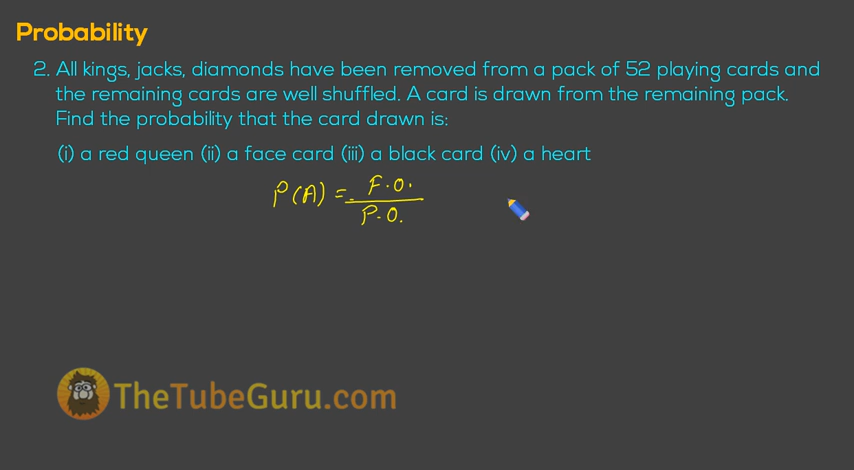 Probability
2. All kings, jacks, diamonds have been removed from a pack of 52 playing cards and
the remaining cards are well shuffled. A card is drawn from the remaining pack.
Find the probability that the card drawn is:
(i) a red queen (ii) a face card (iii) a black card (iv) a heart
P(A) = F.O.
P.O.
TheTubeGuru.com